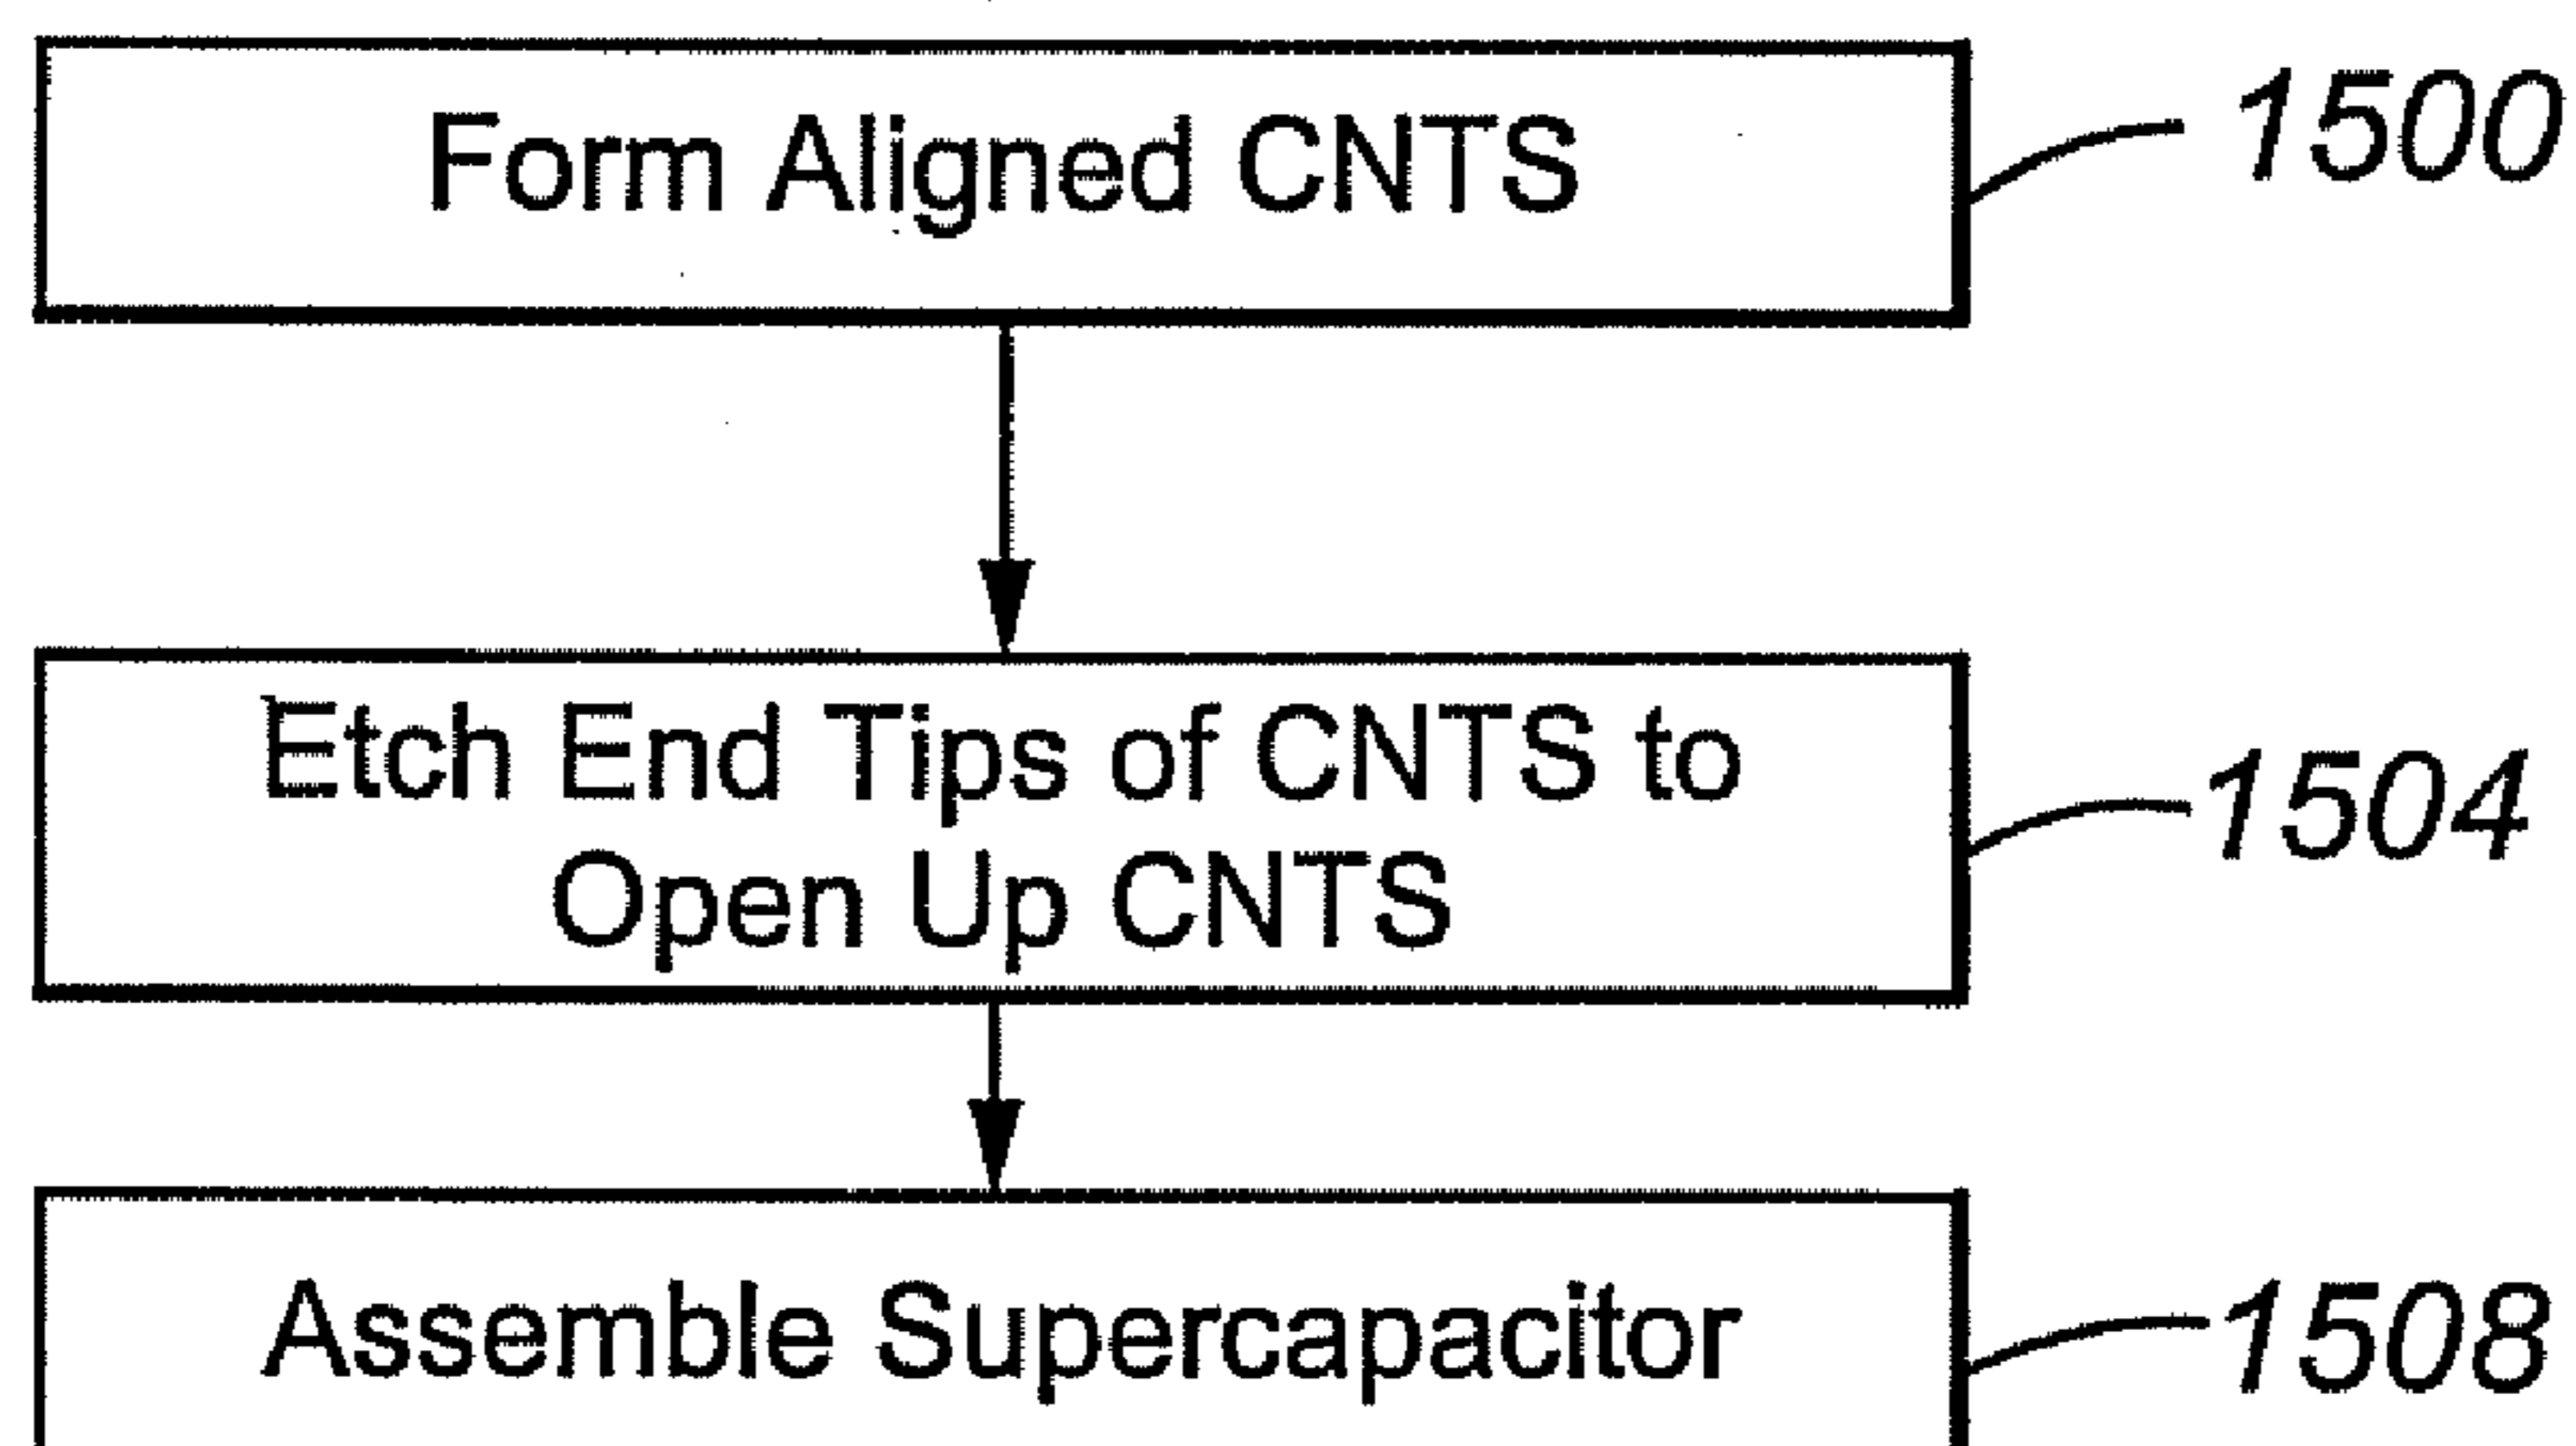 Form Aligned CNTS 1500
Etch End Tips of CNTS to
Open Up CNTS 1504
Assemble Supercapacitor 1508